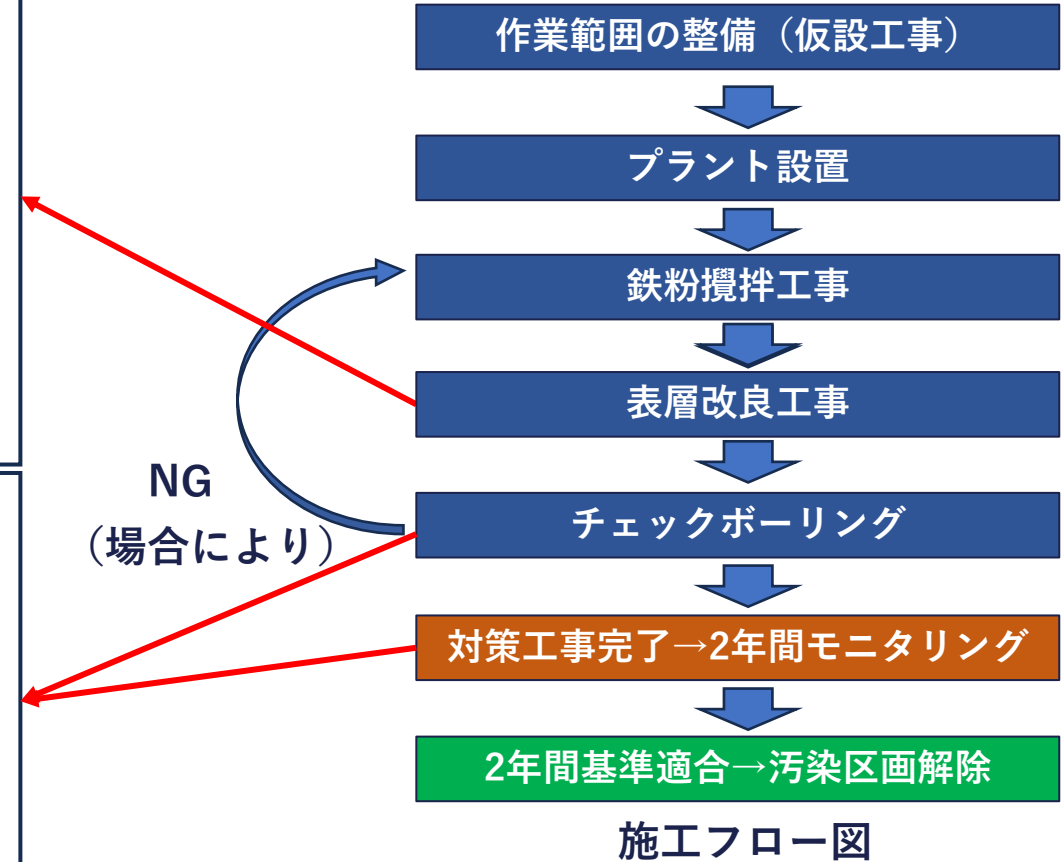 作業範囲の整備（仮設工事）
プラント設置
鉄粉攪拌工事
表層改良工事
NG
（場合により）
チェックボーリング
対策工事完了→2年間モニタリング
2年間基準適合→汚染区画解除
施工フロー図